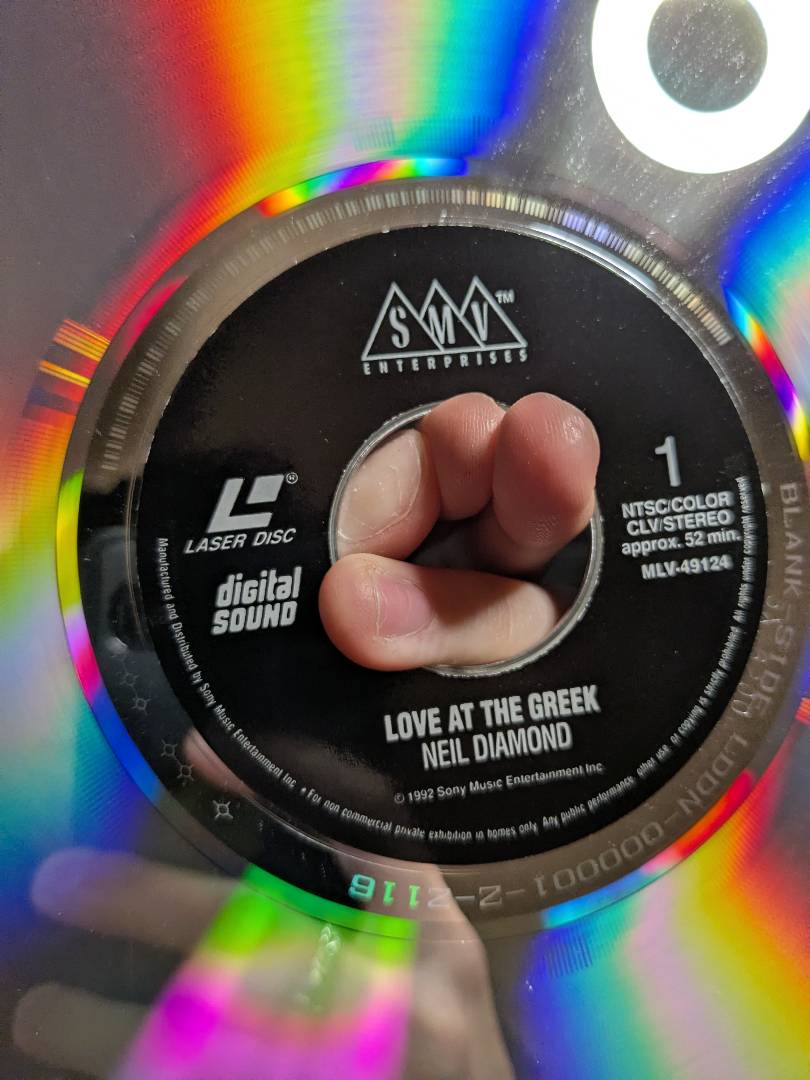 SMV™
ENTERPRISES
LASER DISC®
digital
SOUND
1
NTSC/COLOR
CLV/STEREO
approx. 52 min.
MLV-49124
LOVE AT THE GREEK
NEIL DIAMOND
© 1992 Sony Music Entertainment Inc.
Manufactured and Distributed by Sony Music Entertainment Inc. • For non commercial private exhibition in homes only. Any public performance, other use, or copying is strictly prohibited. All rights under copyright reserved.
BLANK-SIDE
LDDN-000001-Z-2116